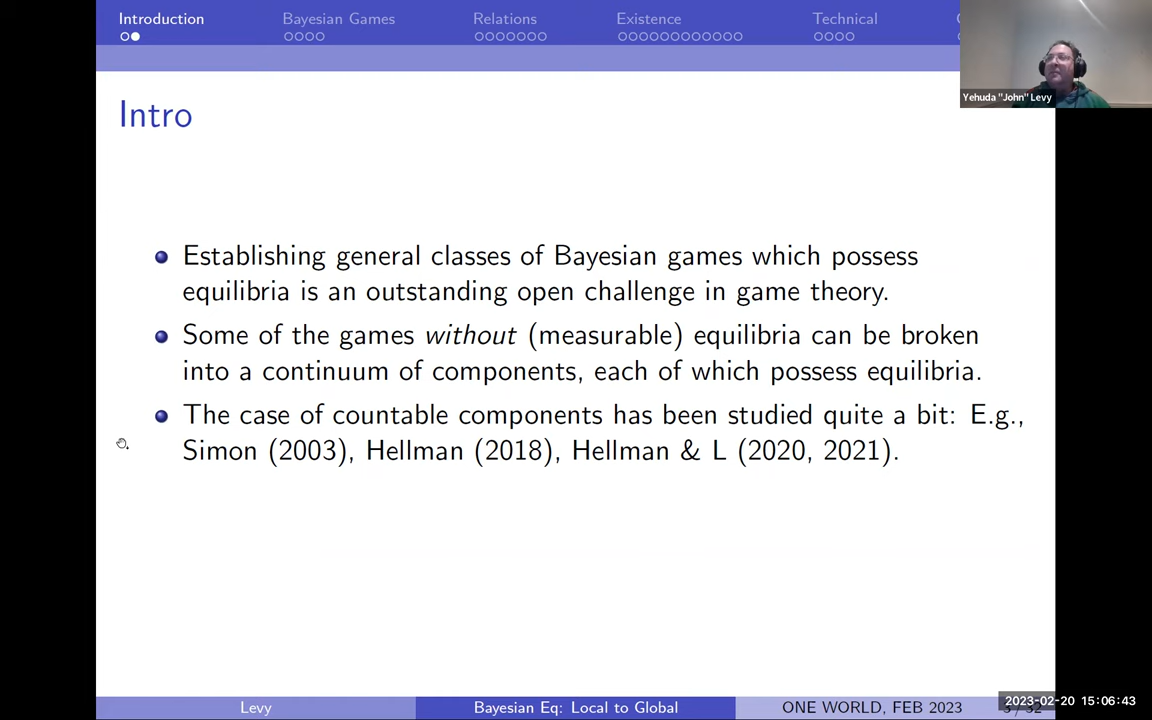 Introduction
Bayesian Games
Relations
Existence
Technical
Yehuda "John" Levy
Intro
Establishing general classes of Bayesian games which possess
equilibria is an outstanding open challenge in game theory.
Some of the games without (measurable) equilibria can be broken
into a continuum of components, each of which possess equilibria.
The case of countable components has been studied quite a bit: E.g.,
Simon (2003), Hellman (2018), Hellman & L (2020, 2021).
Levy
Bayesian Eq: Local to Global
ONE WORLD, FEB 2023
2023-02-20 15:06:43